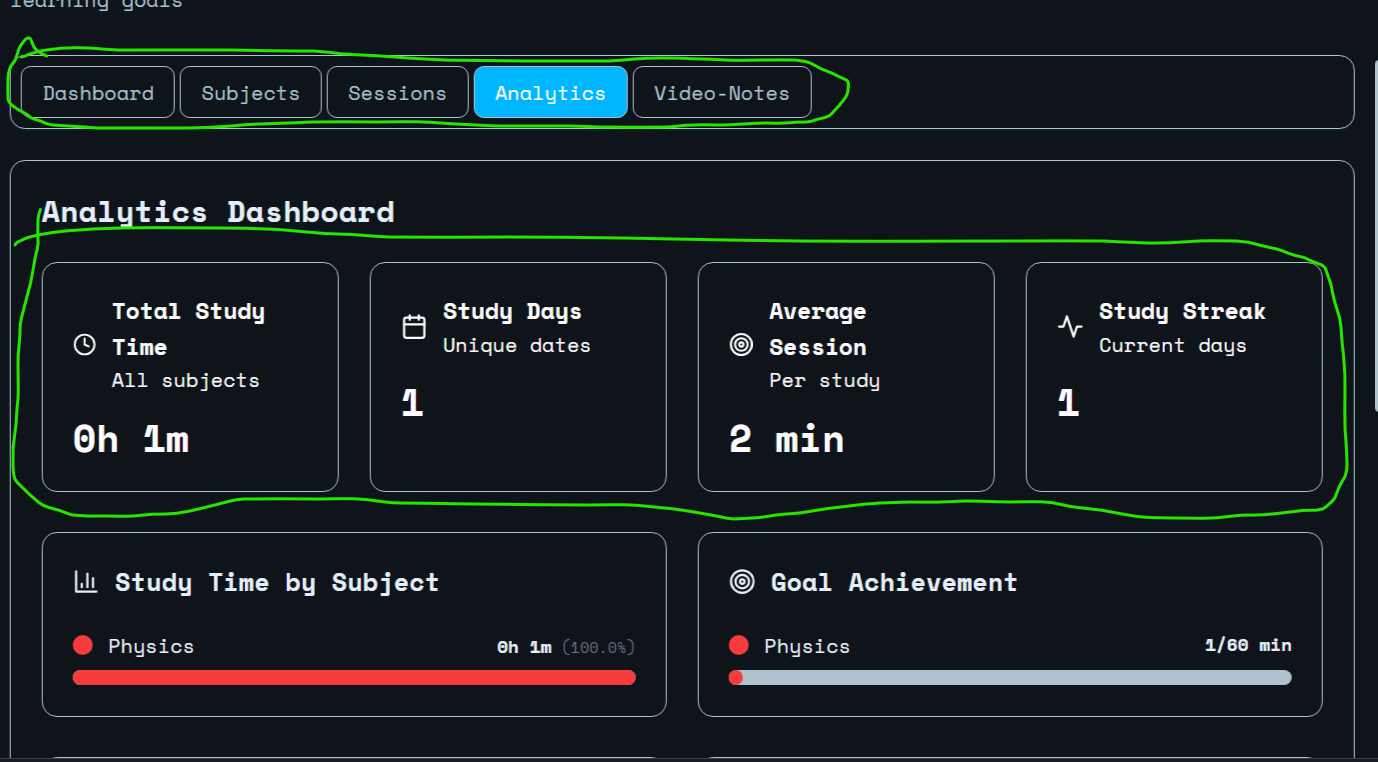 learning goals
Dashboard Subjects Sessions Analytics Video-Notes
Analytics Dashboard
Total Study
Time
All subjects
0h 1m
Study Days
Unique dates
1
Average
Session
Per study
2 min
Study Streak
Current days
1
Study Time by Subject
Physics 0h 1m (100.0%)
Goal Achievement
Physics 1/60 min